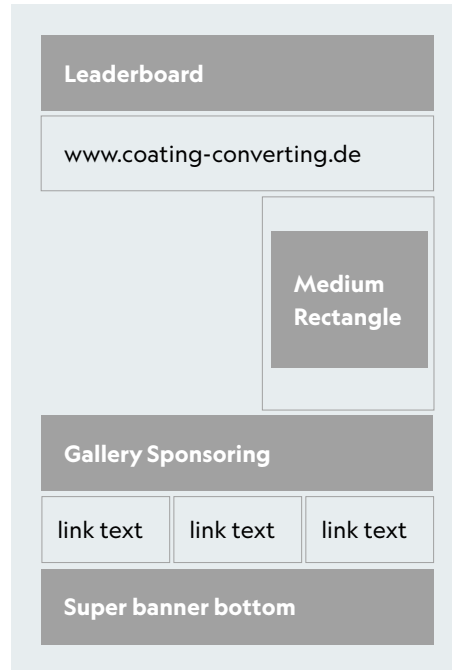 Leaderboard
www.coating-converting.de
Medium
Rectangle
Gallery Sponsoring
link text
link text
link text
Super banner bottom